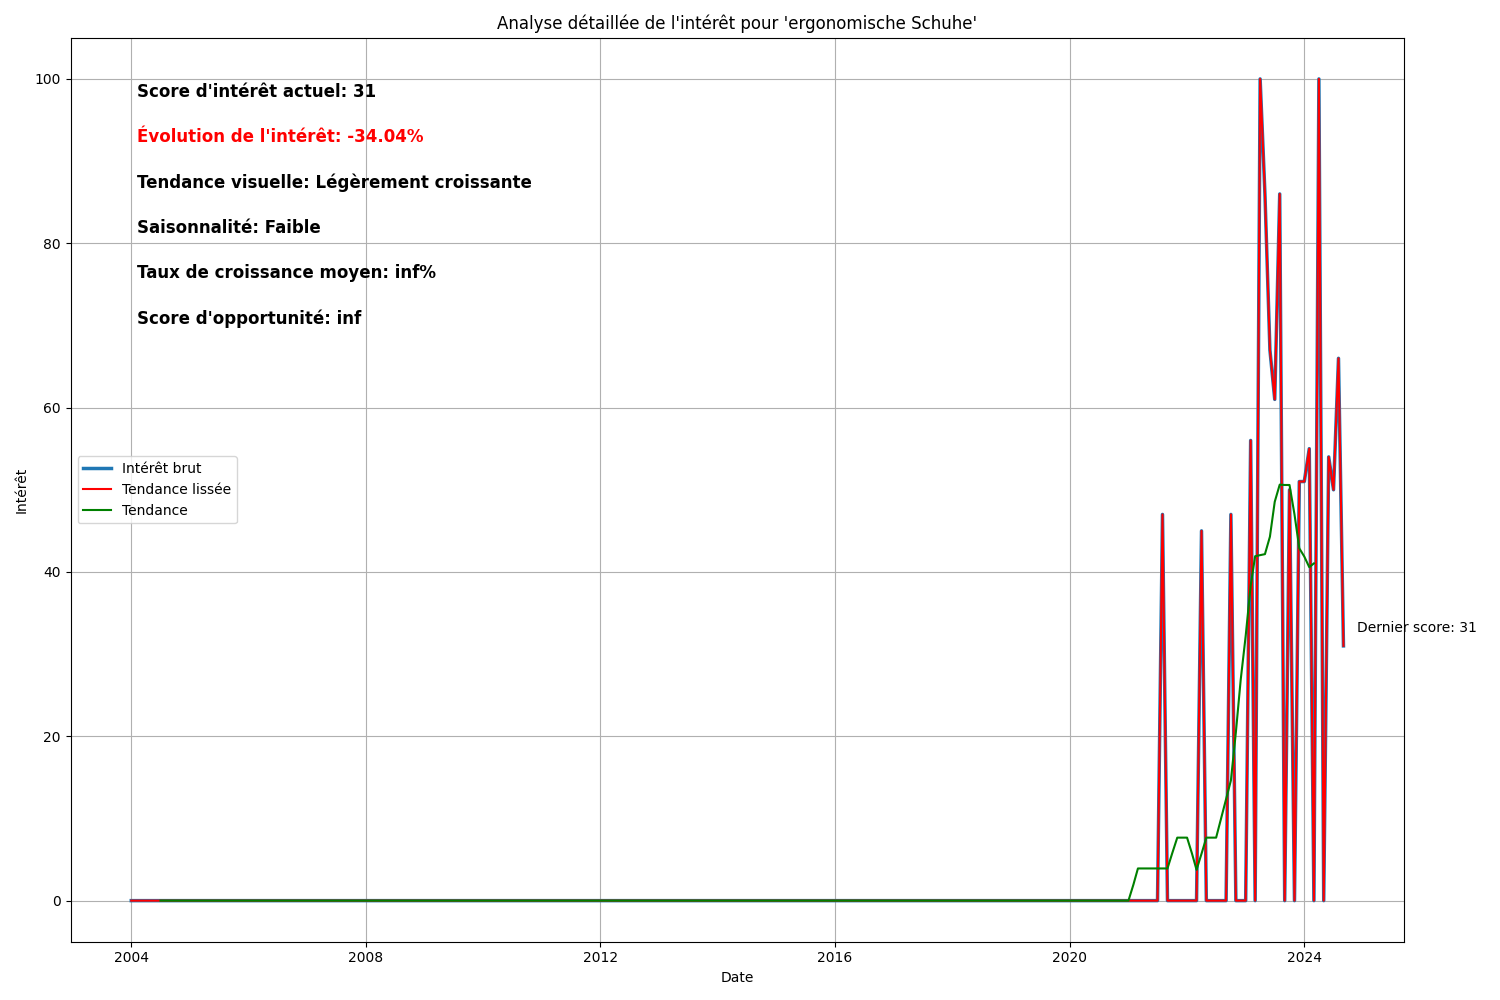 Analyse détaillée de l'intérêt pour 'ergonomische Schuhe'
100
80
60
40
20
0
Intérêt
Score d'intérêt actuel: 31
Évolution de l'intérêt: -34.04%
Tendance visuelle: Légèrement croissante
Saisonnalité: Faible
Taux de croissance moyen: inf%
Score d'opportunité: inf
Intérêt brut
Tendance lissée
Tendance
Dernier score: 31
2004 2008 2012 2016 2020 2024
Date